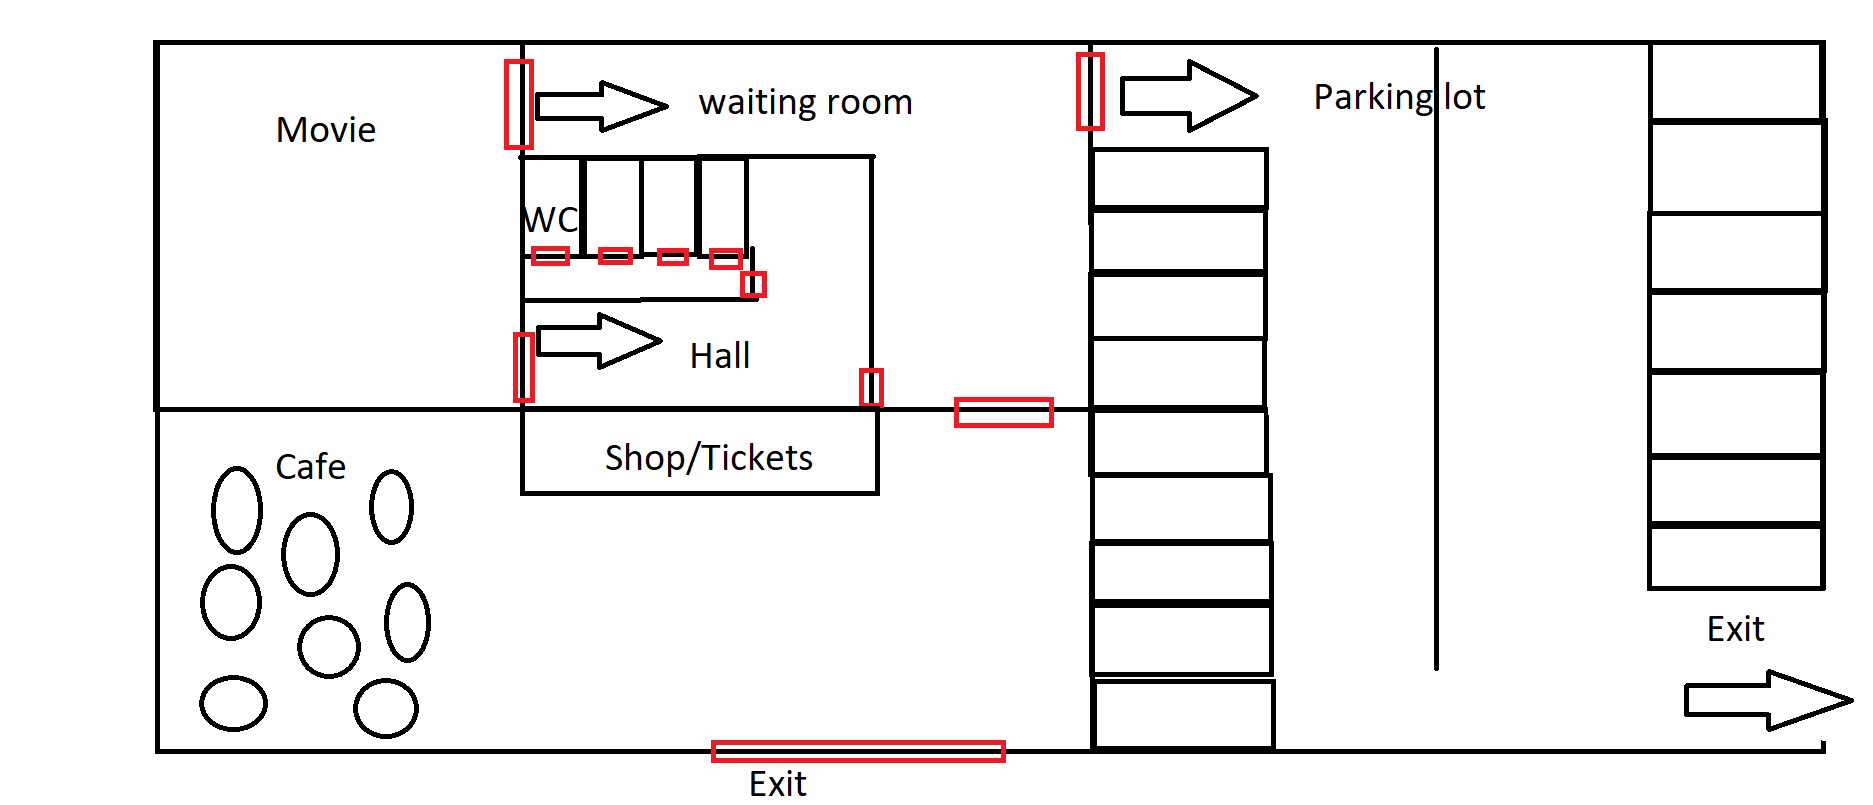 Movie
waiting room
Parking lot
WC
Hall
Cafe
Shop/Tickets
Exit
Exit